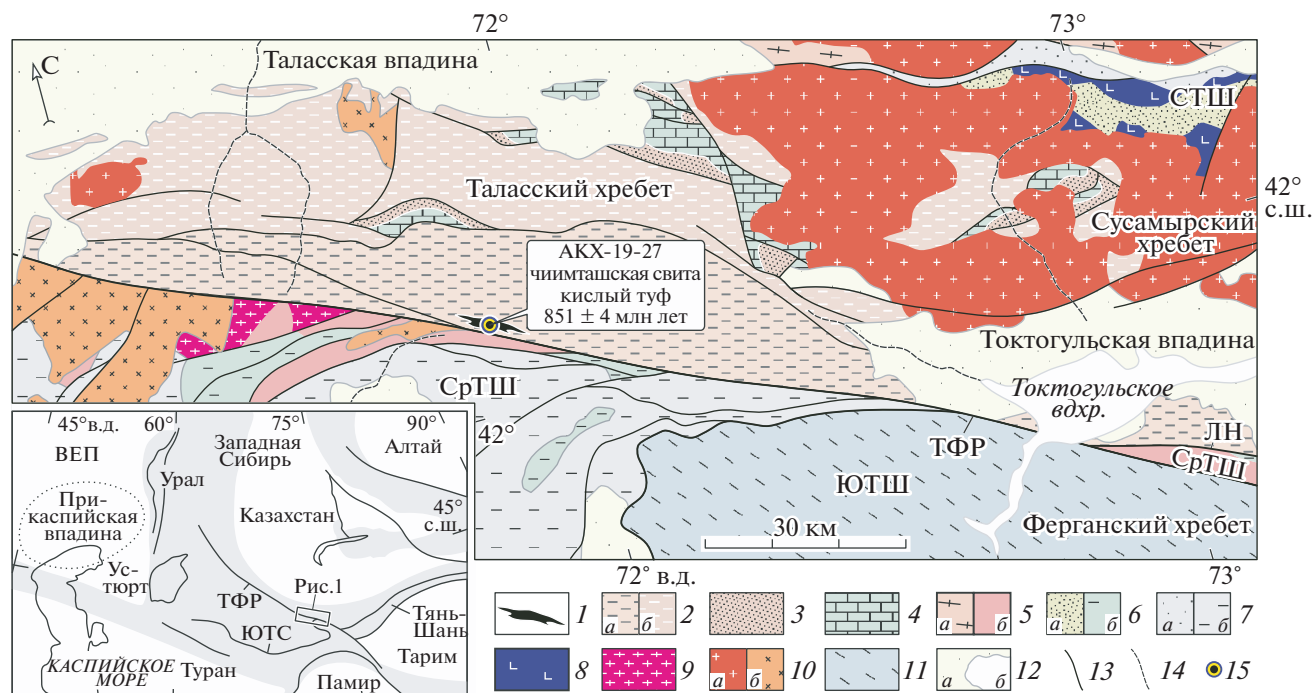 72°
73°
Таласская впадина
С
СТШ
Таласский хребет
42°
с.ш.
Сусамырский
хребет
АКХ-19-27
чиимташская свита
кислый туф
851 ± 4 млн лет
Токтогульская впадина
СрТШ
Токтогульское
вдхр.
42°
ТФР
ЛН
СрТШ
ЮТШ
Ферганский хребет
30 км
72° в.д.
73°
45° в.д.
60°
75°
90°
ВЕП
Западная
Сибирь
Алтай
Урал
При-
каспийская
впадина
Казахстан
45°
с.ш.
Ус-
тюрт
ТФР
Рис.1
ЮТС
Тянь-
Шань
КАСПИЙСКОЕ
МОРЕ
Туран
Памир
Тарим
1
а б 2
3
4
а б 5
а б 6
а б 7
8
9
а б 10
11
а б 12
13
14
15